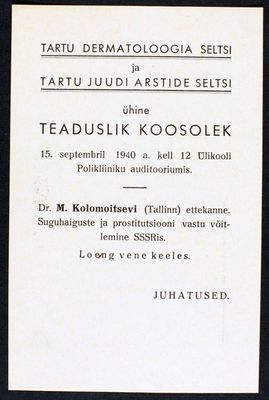 TARTU DERMATOLOOGIA SELTSI
ja
TARTU JUUDI ARSTIDE SELTSI
ühine
TEADUSLIK KOOSOLEK
15. septembril 1940 a. kell 12 Ülikooli
Polikliiniku auditooriumis.
Dr. M. Kolomoitsevi (Tallinn) ettekanne.
Suguhaiguste ja prostitutsiooni vastu võit-
lemine SSSRis.
Loeng vene keeles.
JUHATUSED.